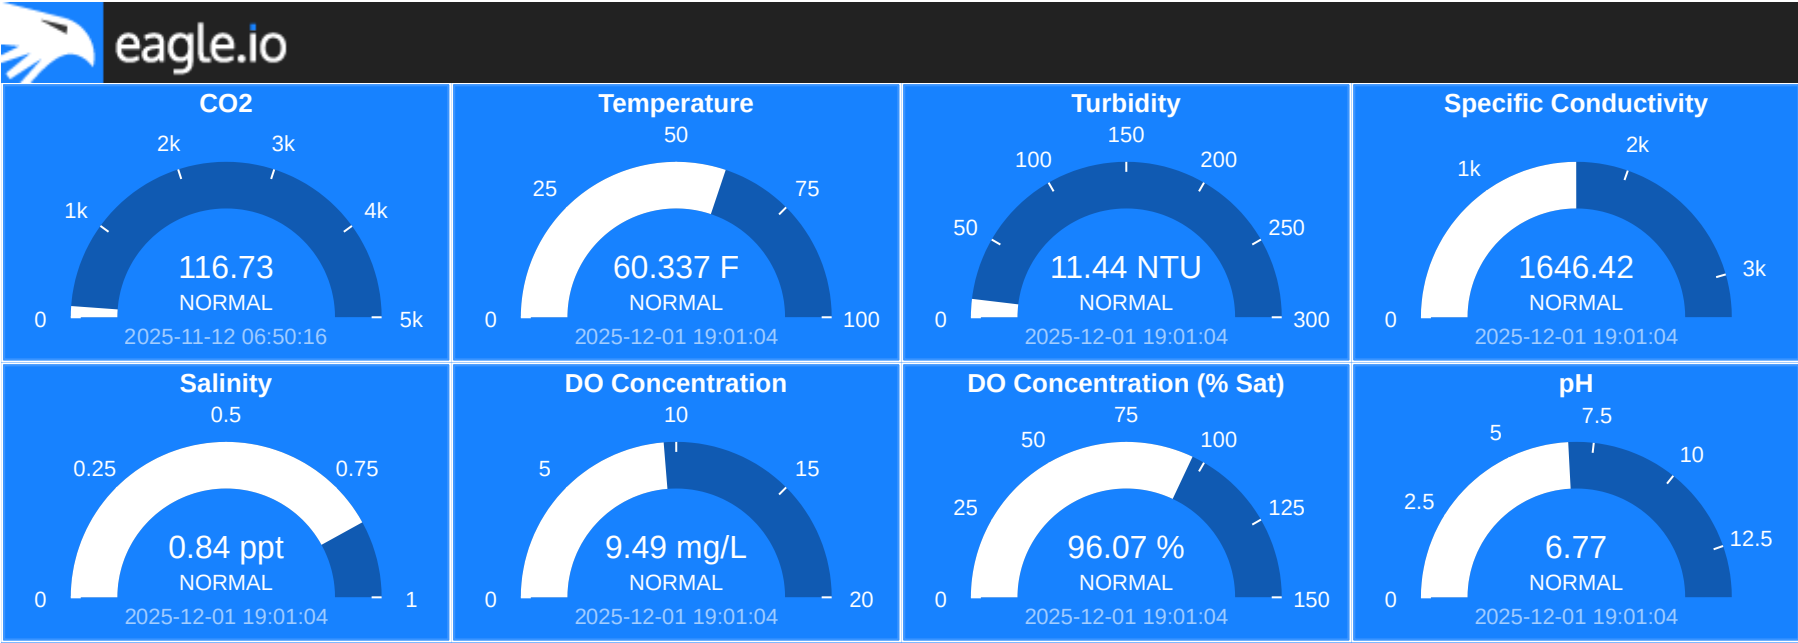 eagle.io
CO2
2k
3k
1k
4k
116.73
NORMAL
0
5k
2025-11-12 06:50:16
Temperature
50
25
75
60.337 F
NORMAL
0
100
2025-12-01 19:01:04
Turbidity
150
100
200
50
250
11.44 NTU
NORMAL
0
300
2025-12-01 19:01:04
Specific Conductivity
2k
1k
3k
1646.42
NORMAL
0
2025-12-01 19:01:04
Salinity
0.5
0.25
0.75
0.84 ppt
NORMAL
0
1
2025-12-01 19:01:04
DO Concentration
10
5
15
9.49 mg/L
NORMAL
0
20
2025-12-01 19:01:04
DO Concentration (% Sat)
75
50
100
25
125
96.07 %
NORMAL
0
150
2025-12-01 19:01:04
pH
7.5
5
10
2.5
12.5
6.77
NORMAL
0
2025-12-01 19:01:04